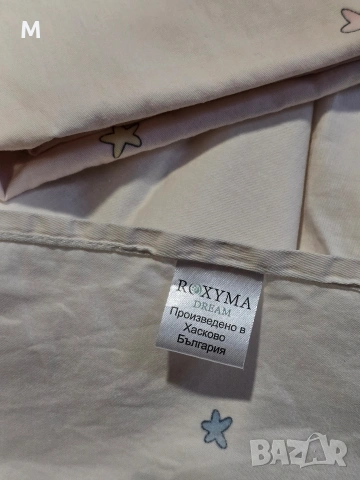 M
ROXYMA
DREAM
Произведено в
Хасково
България
BAZAR